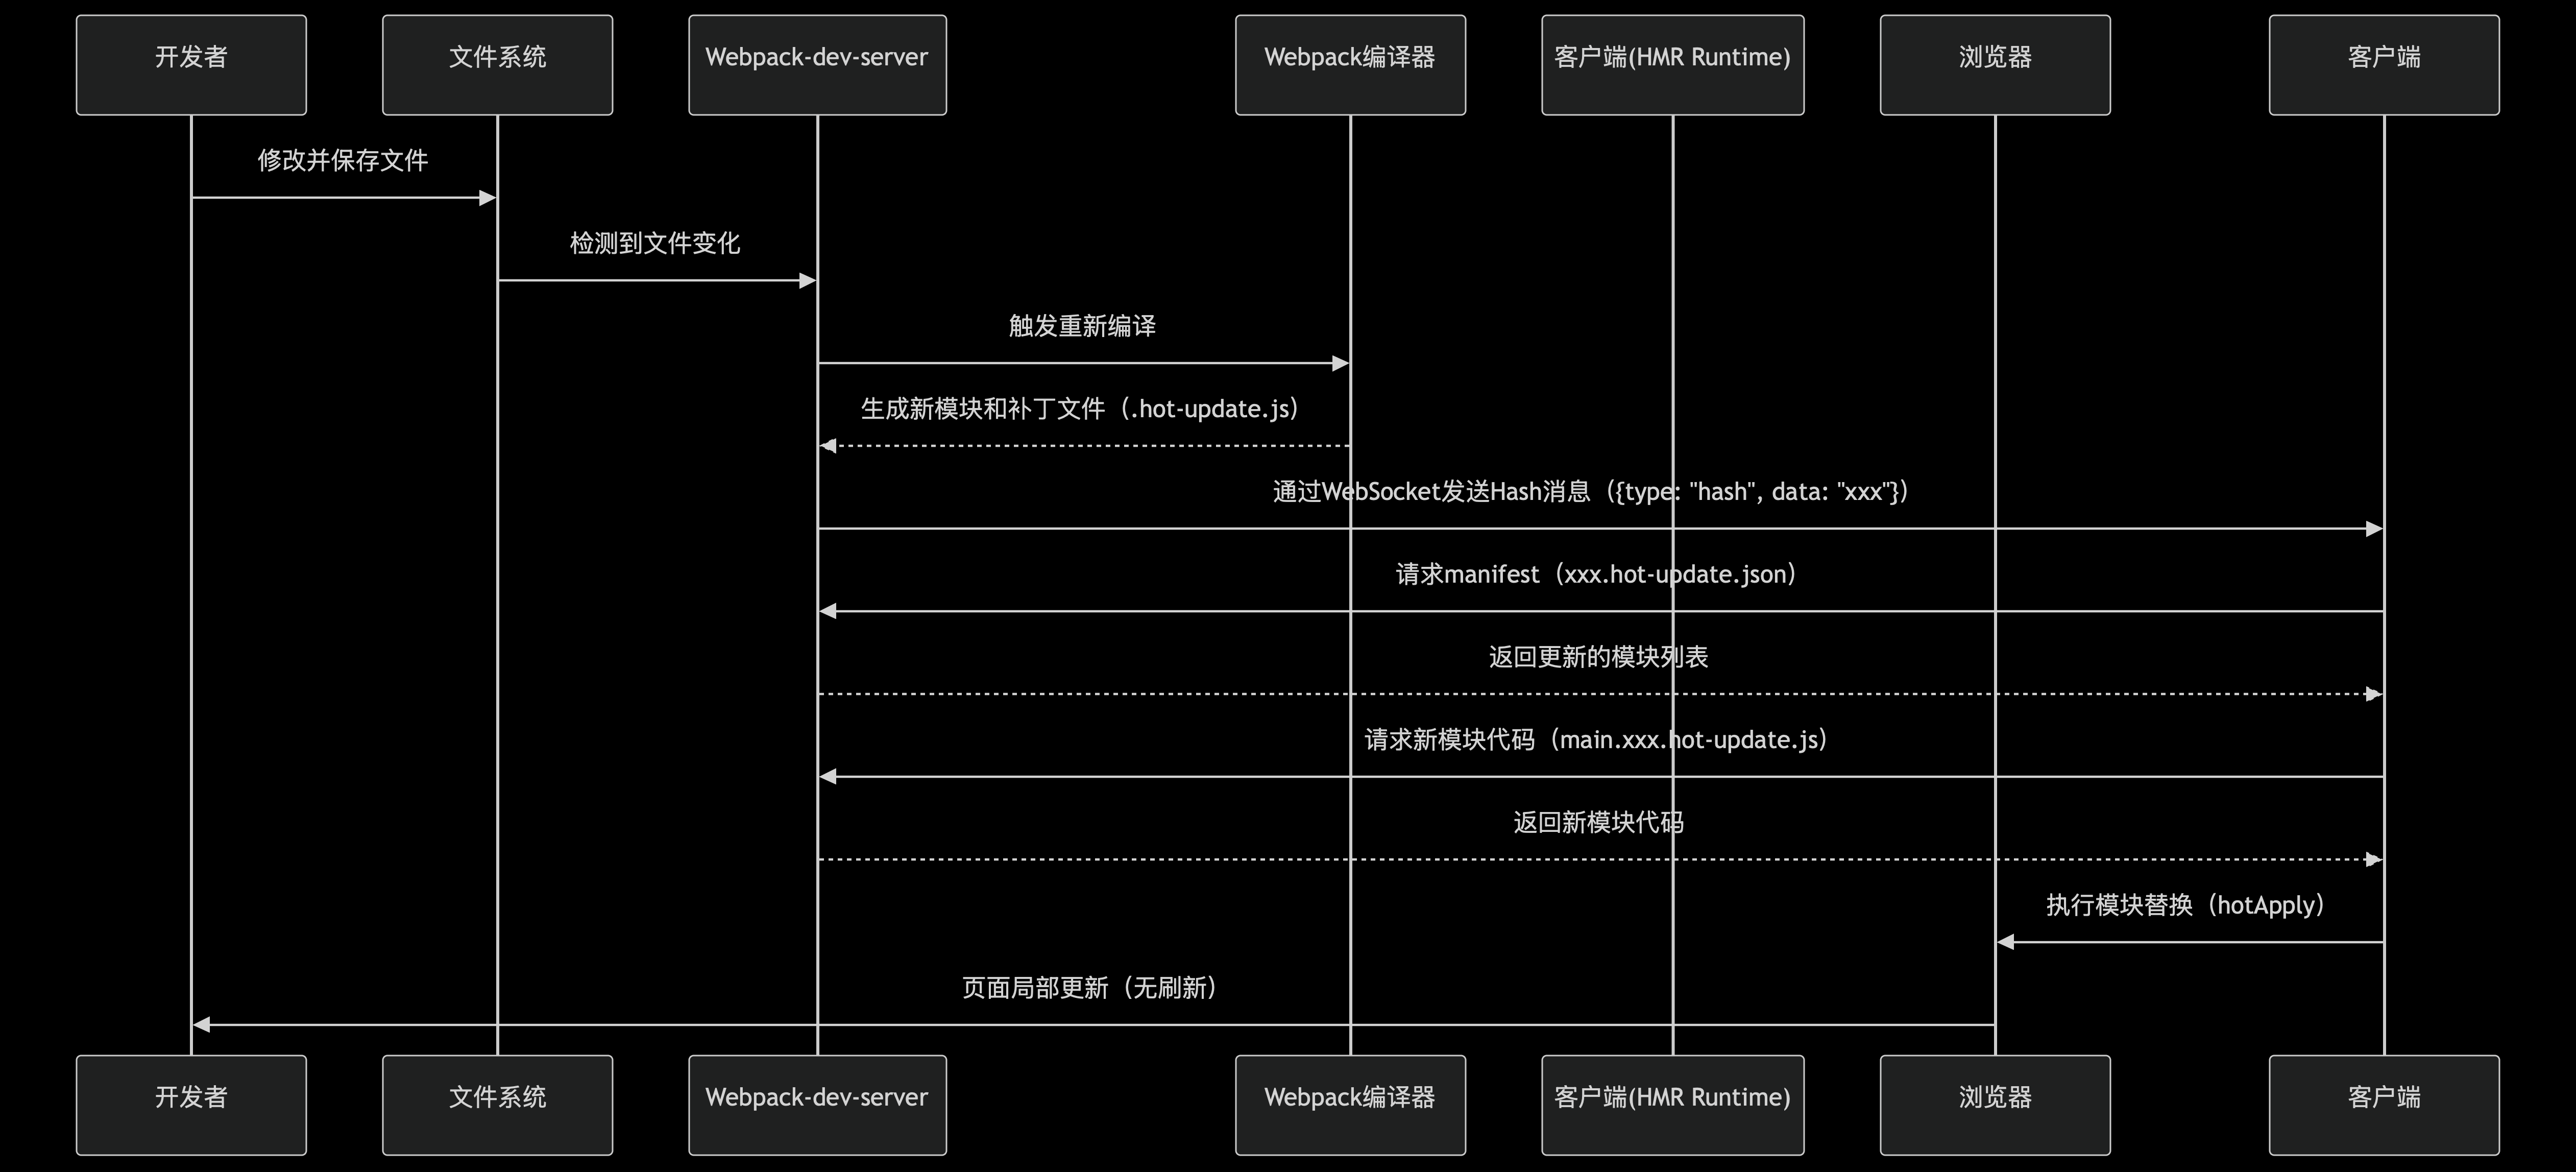 开发者
文件系统
Webpack-dev-server
Webpack编译器
客户端(HMR Runtime)
浏览器
客户端
修改并保存文件
检测到文件变化
触发重新编译
生成新模块和补丁文件（.hot-update.js）
通过WebSocket发送Hash消息（{type: "hash", data: "xxx"}）
请求manifest（xxx.hot-update.json）
返回更新的模块列表
请求新模块代码（main.xxx.hot-update.js）
返回新模块代码
执行模块替换（hotApply）
页面局部更新（无刷新）
开发者
文件系统
Webpack-dev-server
Webpack编译器
客户端(HMR Runtime)
浏览器
客户端